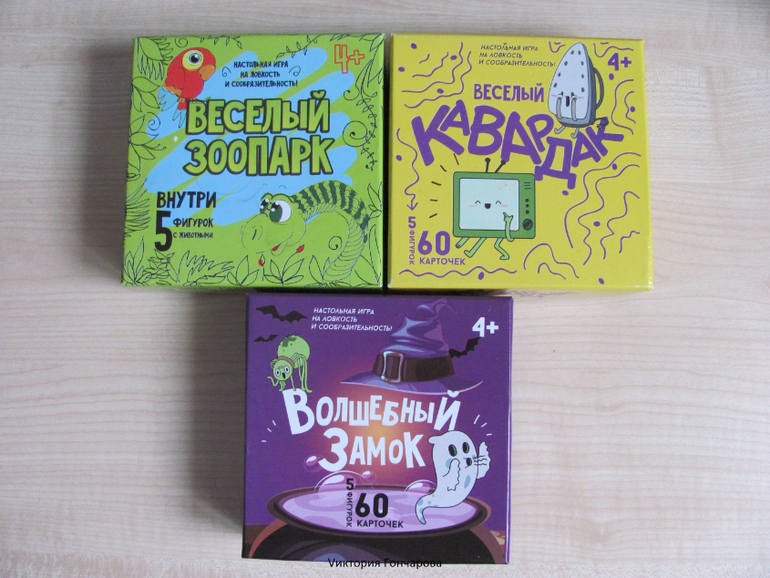 НАСТОЛЬНАЯ ИГРА
НА ЛОВКОСТЬ
И СООБРАЗИТЕЛЬНОСТЬ!
4+
ВЕСЕЛЫЙ
ЗООПАРК
ВНУТРИ
5 ФИГУРОК
С ЖИВОТНЫМИ
НАСТОЛЬНАЯ ИГРА
НА ЛОВКОСТЬ
И СООБРАЗИТЕЛЬНОСТЬ!
4+
ВЕСЕЛЫЙ
КАВАРДАК
5 ФИГУРОК
60
КАРТОЧЕК
НАСТОЛЬНАЯ ИГРА
НА ЛОВКОСТЬ
И СООБРАЗИТЕЛЬНОСТЬ!
4+
ВОЛШЕБНЫЙ
ЗАМОК
5 ФИГУРОК
60
КАРТОЧЕК
Виктория Гончарова